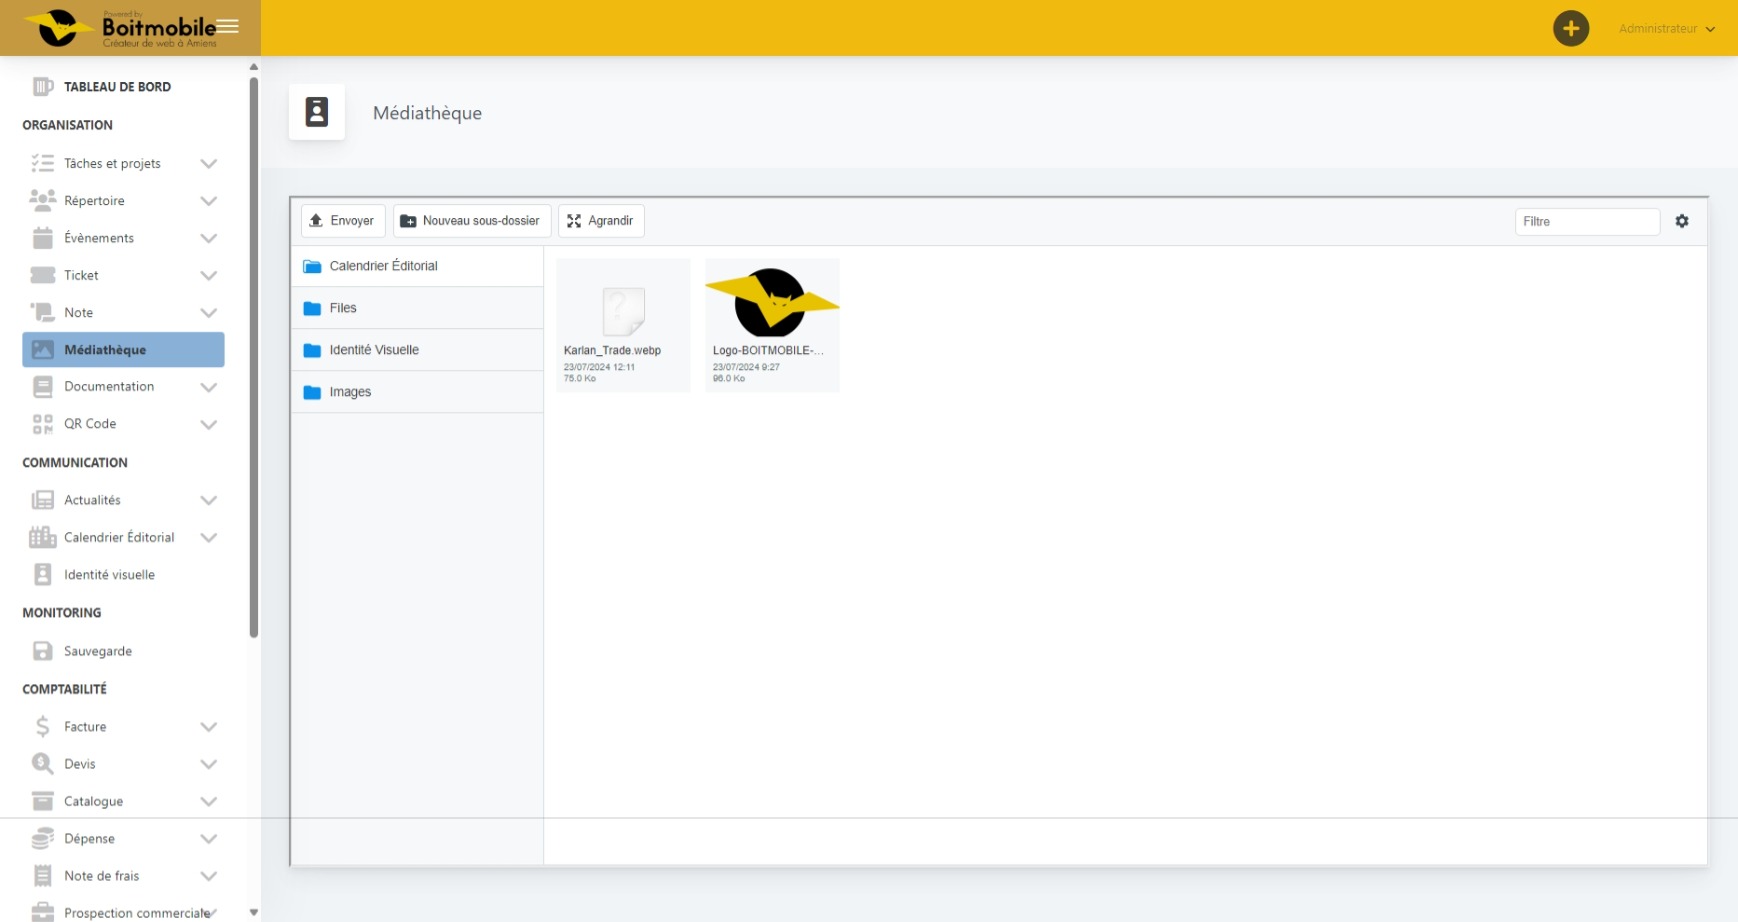 Powered by
Boitmobile
Créateur de web à Amiens
Administrateur
TABLEAU DE BORD
ORGANISATION
Tâches et projets
Répertoire
Évènements
Ticket
Note
Médiathèque
Documentation
QR Code
COMMUNICATION
Actualités
Calendrier Éditorial
Identité visuelle
MONITORING
Sauvegarde
COMPTABILITÉ
Facture
Devis
Catalogue
Dépense
Note de frais
Prospection commerciale
Médiathèque
Envoyer
Nouveau sous-dossier
Agrandir
Filtre
Calendrier Éditorial
Files
Identité Visuelle
Images
Karlan_Trade.webp
23/07/2024 12:11
75.0 Ko
Logo-BOITMOBILE-...
23/07/2024 9:27
96.0 Ko